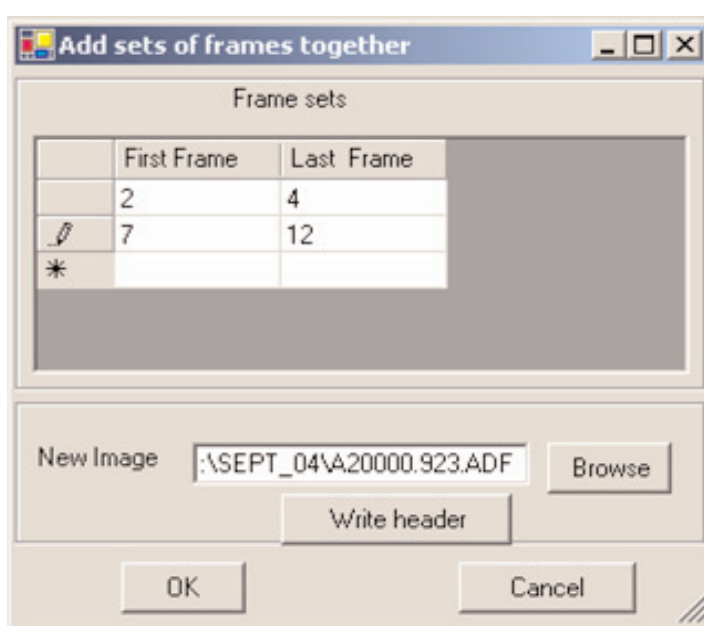 Add sets of frames together
Frame sets
First Frame Last Frame
2 4
7 12
New Image :\SEPT_04\A20000.923.ADF Browse
Write header
OK Cancel